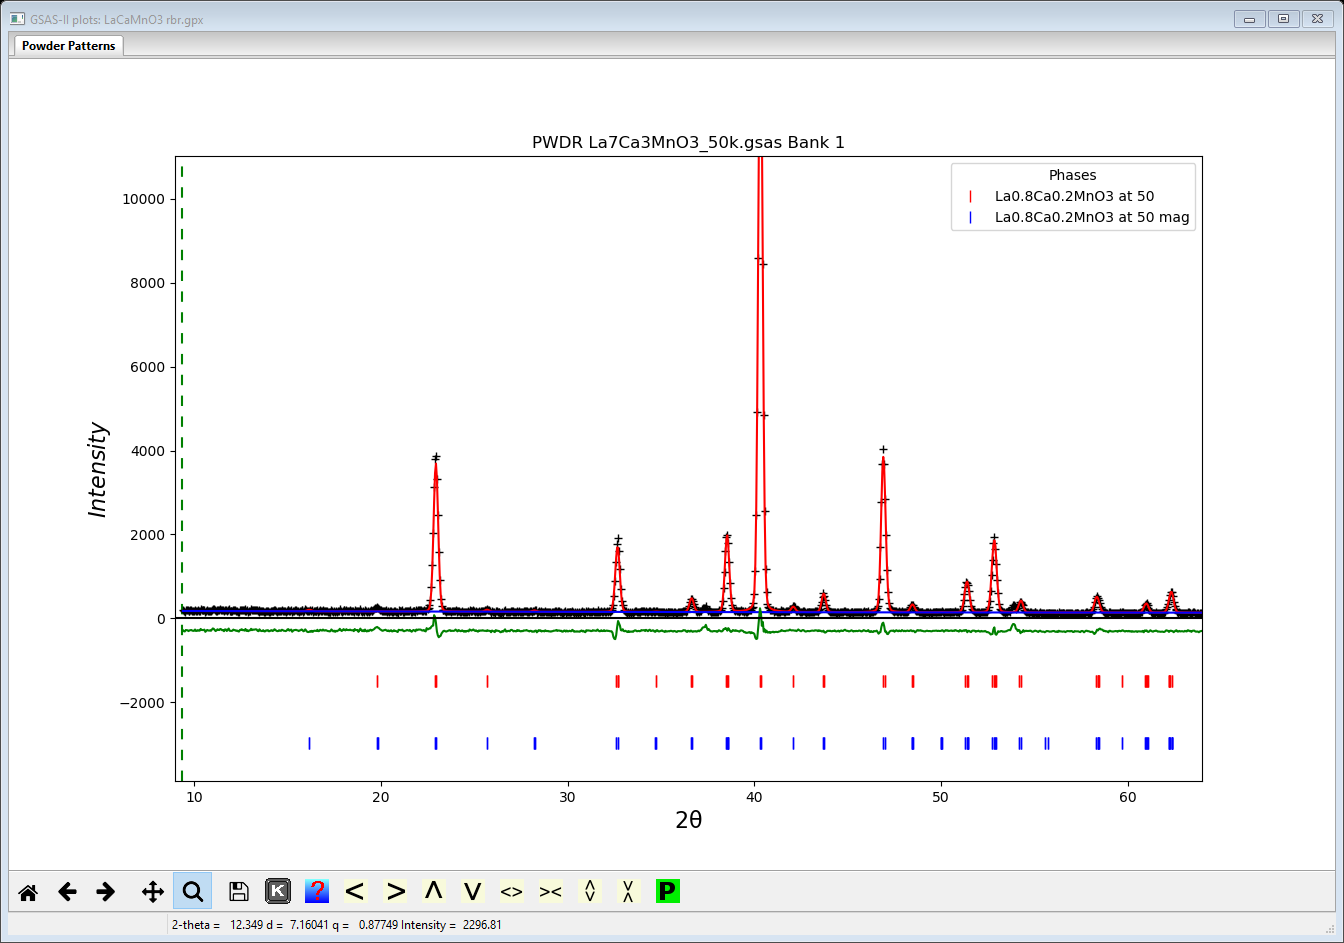 GSAS-II plots: LaCaMnO3 rbr.gpx
Powder Patterns
PWDR La7Ca3MnO3_50k.gsas Bank 1
Phases
La0.8Ca0.2MnO3 at 50
La0.8Ca0.2MnO3 at 50 mag
10000
8000
6000
4000
2000
0
−2000
Intensity
10 20 30 40 50 60
2θ
K ? < > Λ V <> >< P
2-theta = 12.349 d = 7.16041 q = 0.87749 Intensity = 2296.81